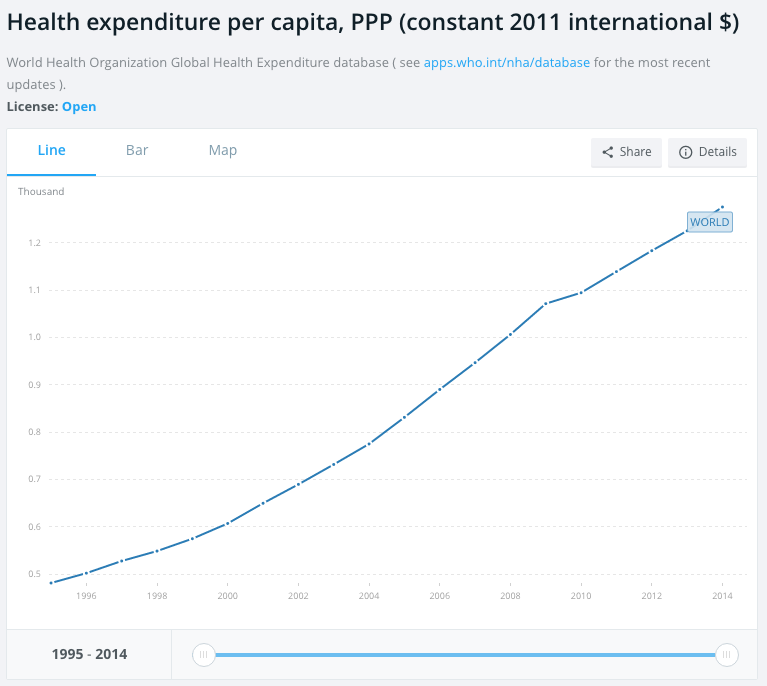 Health expenditure per capita, PPP (constant 2011 international $)
World Health Organization Global Health Expenditure database ( see apps.who.int/nha/database for the most recent
updates ).
License: Open
Line Bar Map Share Details
Thousand
WORLD
1.2
1.1
1.0
0.9
0.8
0.7
0.6
0.5
1996 1998 2000 2002 2004 2006 2008 2010 2012 2014
1995 - 2014